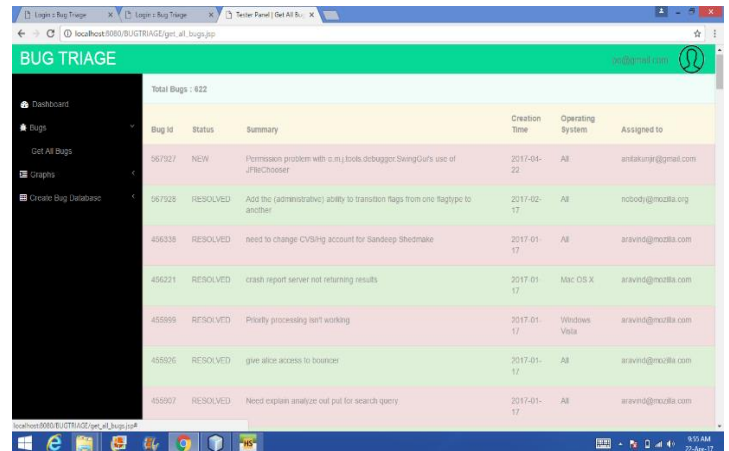 Login :: Bug Triage
Login :: Bug Triage
Tester Panel | Get All Bu
localhost:8080/BUGTRIAGE/get_all_bugs.jsp
BUG TRIAGE
@gmail.com
Dashboard
Bugs
Get All Bugs
Graphs
Create Bug Database
Total Bugs : 622
Bug Id Status Summary Creation Time Operating System Assigned to
567927 NEW Permission problem with o.m.j.tools.debugger.SwingGui's use of JFileChooser 2017-04-22 All anitakunjir@gmail.com
567928 RESOLVED Add the (administrative) ability to transition flags from one flagtype to another 2017-02-17 All nobody@mozilla.org
456338 RESOLVED need to change CVS/Hg account for Sandeep Shedmake 2017-01-17 All aravind@mozilla.com
456221 RESOLVED crash report server not returning results 2017-01-17 Mac OS X aravind@mozilla.com
455999 RESOLVED Priority processing isn't working 2017-01-17 Windows Vista aravind@mozilla.com
455926 RESOLVED give alice access to bouncer 2017-01-17 All aravind@mozilla.com
455907 RESOLVED Need explain analyze out put for search query 2017-01-17 All aravind@mozilla.com
localhost:8080/BUGTRIAGE/get_all_bugs.jsp#
HS
9:55 AM
22-Apr-17